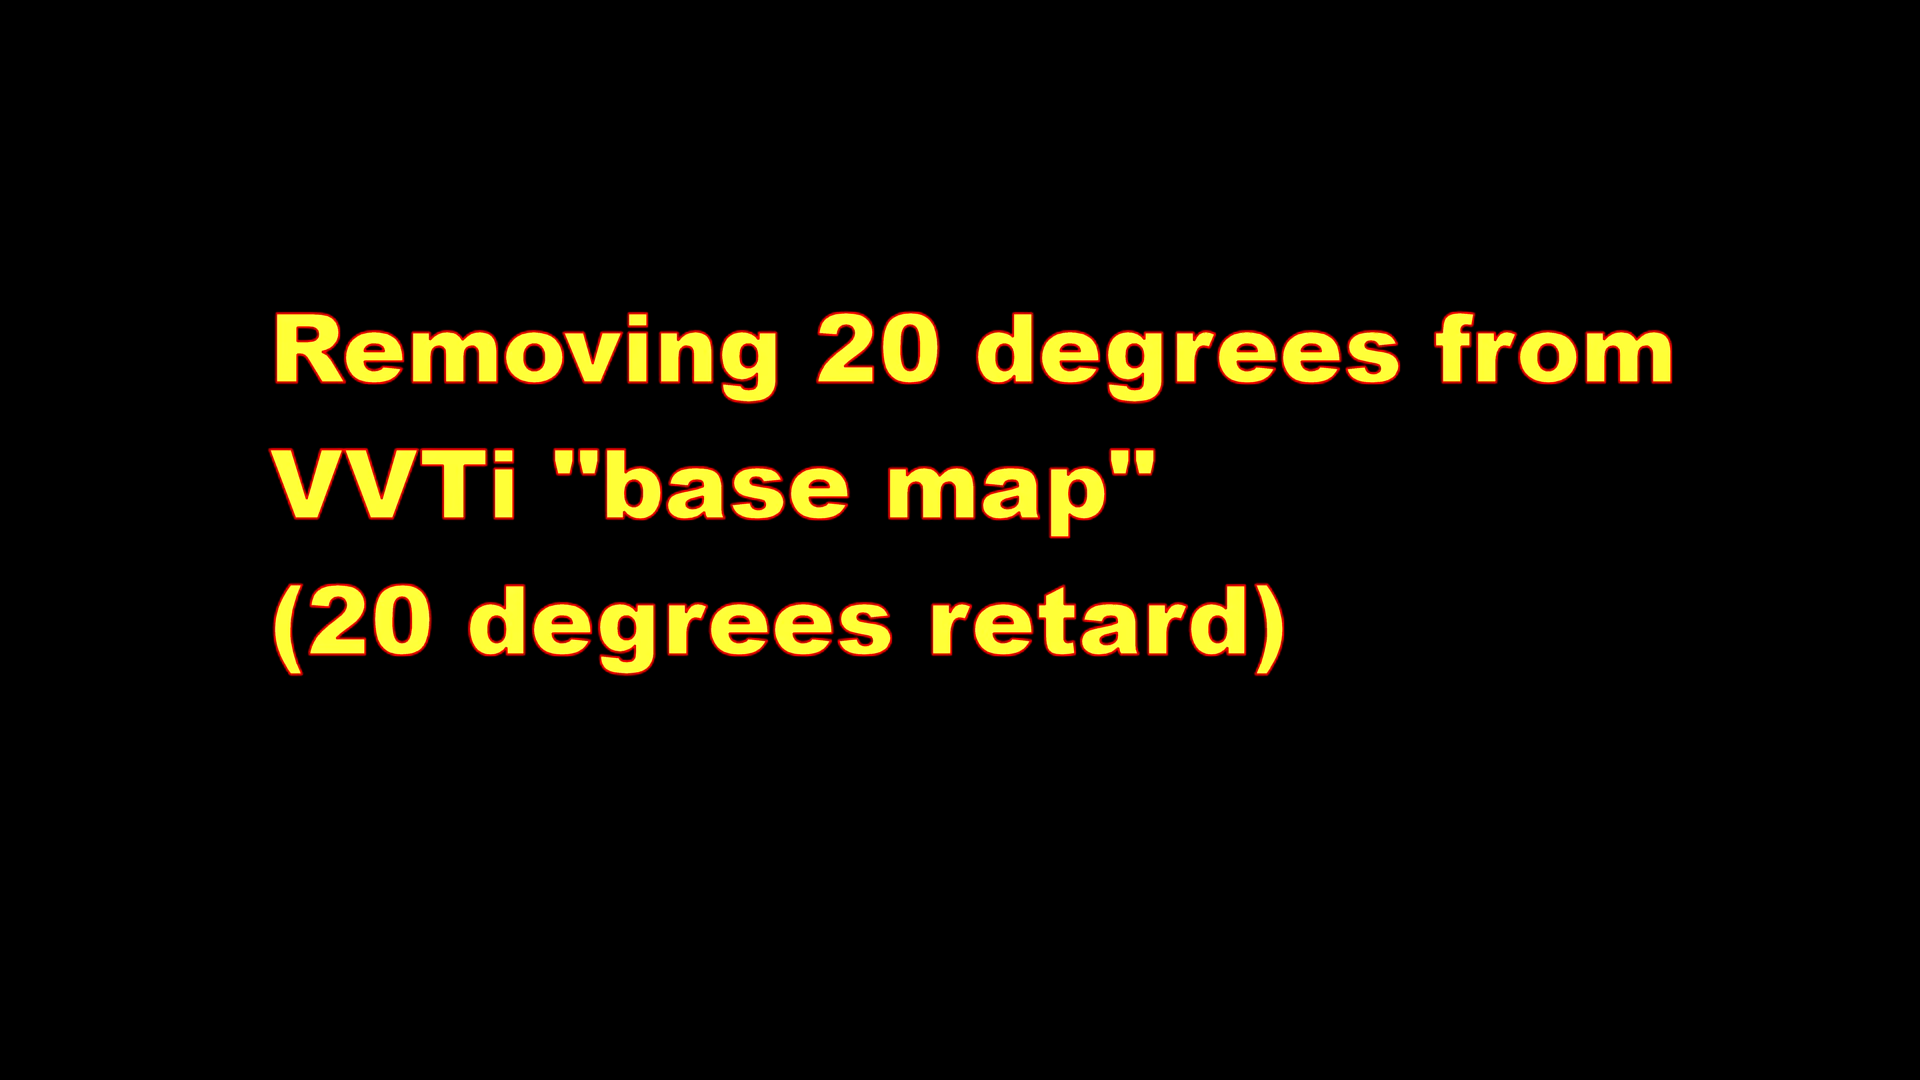 Removing 20 degrees from
VVTi "base map"
(20 degrees retard)